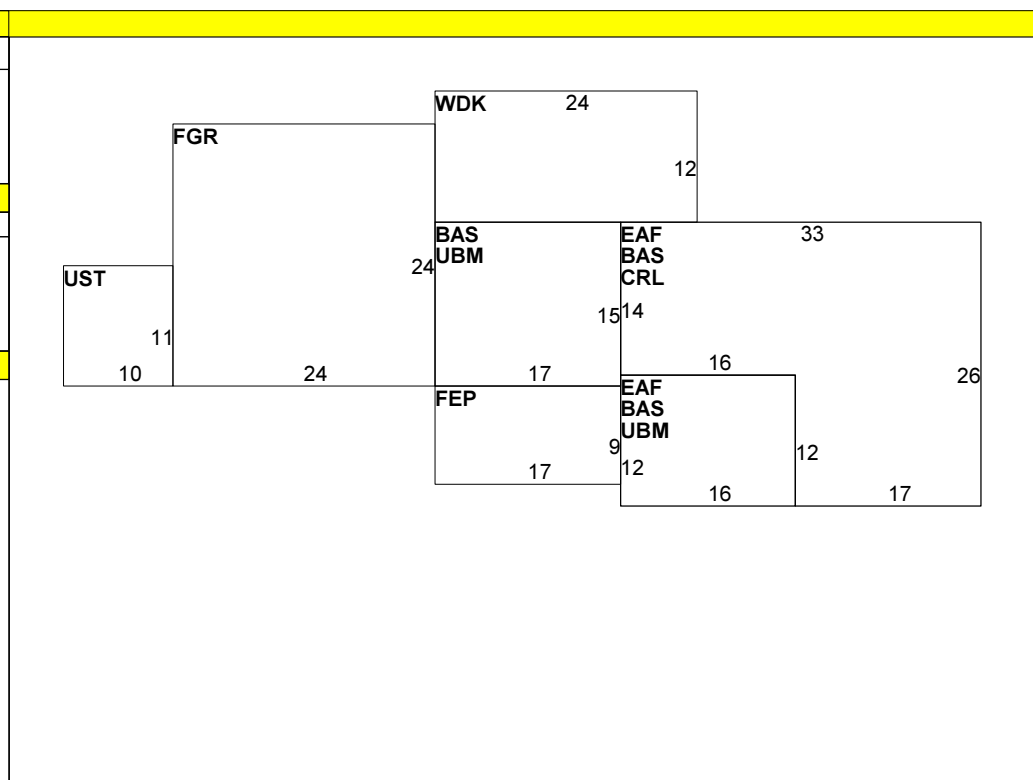 WDK 24
FGR
12
BAS EAF 33
UBM BAS
24
UST CRL
15 14
11
10 24 17 16 26
FEP EAF
BAS
UBM
9 12
17 12
16 17